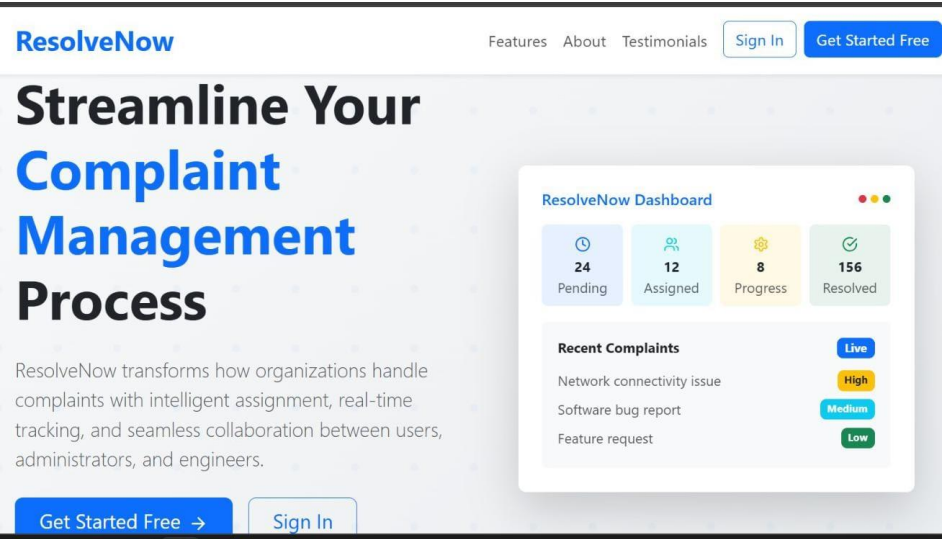 ResolveNow
Features About Testimonials Sign In Get Started Free
Streamline Your
Complaint
Management
Process
ResolveNow transforms how organizations handle
complaints with intelligent assignment, real-time
tracking, and seamless collaboration between users,
administrators, and engineers.
Get Started Free → Sign In
ResolveNow Dashboard
24 12 8 156
Pending Assigned Progress Resolved
Recent Complaints Live
Network connectivity issue High
Software bug report Medium
Feature request Low